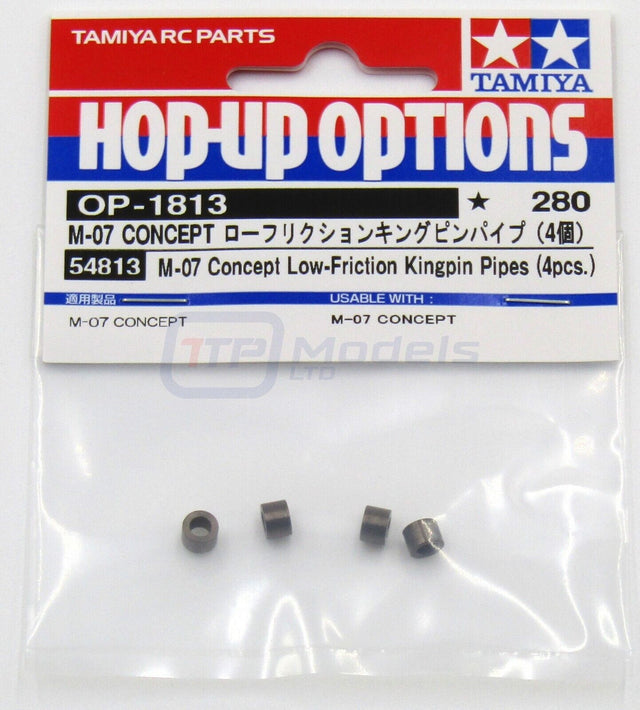 TAMIYA RC PARTS
TAMIYA
HOP-UP OPTIONS
OP-1813 ★ 280
M-07 CONCEPT ローフリクションキングピンパイプ（4個）
54813 M-07 Concept Low-Friction Kingpin Pipes (4pcs.)
適用製品 USABLE WITH :
M-07 CONCEPT M-07 CONCEPT
TTP Models
LTD